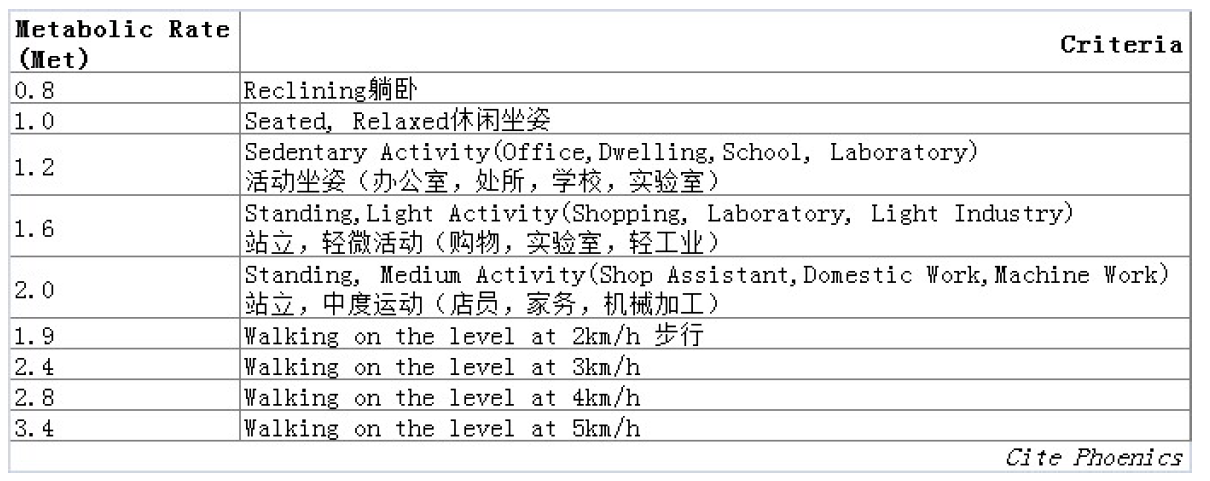 Metabolic Rate (Met) Criteria
0.8 Reclining躺卧
1.0 Seated, Relaxed休闲坐姿
1.2 Sedentary Activity(Office,Dwelling,School, Laboratory)
活动坐姿（办公室，处所，学校，实验室）
1.6 Standing,Light Activity(Shopping, Laboratory, Light Industry)
站立，轻微活动（购物，实验室，轻工业）
2.0 Standing, Medium Activity(Shop Assistant,Domestic Work,Machine Work)
站立，中度运动（店员，家务，机械加工）
1.9 Walking on the level at 2km/h 步行
2.4 Walking on the level at 3km/h
2.8 Walking on the level at 4km/h
3.4 Walking on the level at 5km/h
Cite Phoenics